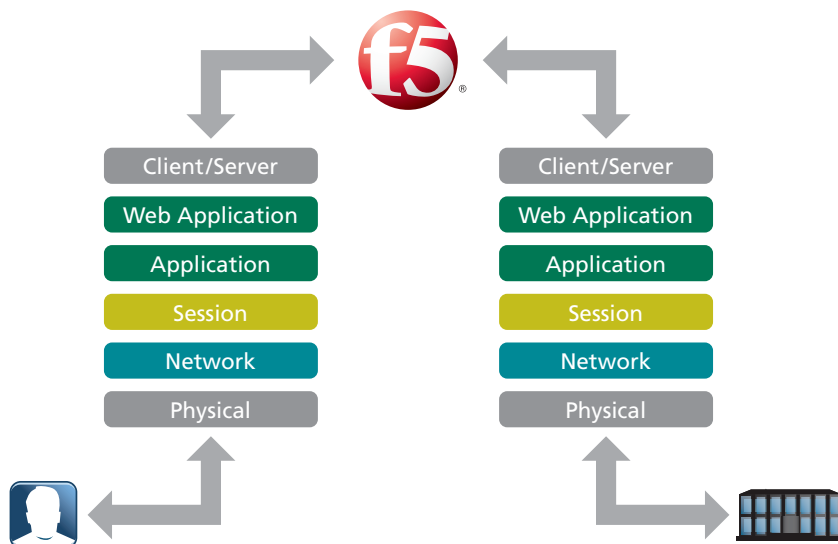 f5
®
Client/Server
Web Application
Application
Session
Network
Physical
Client/Server
Web Application
Application
Session
Network
Physical